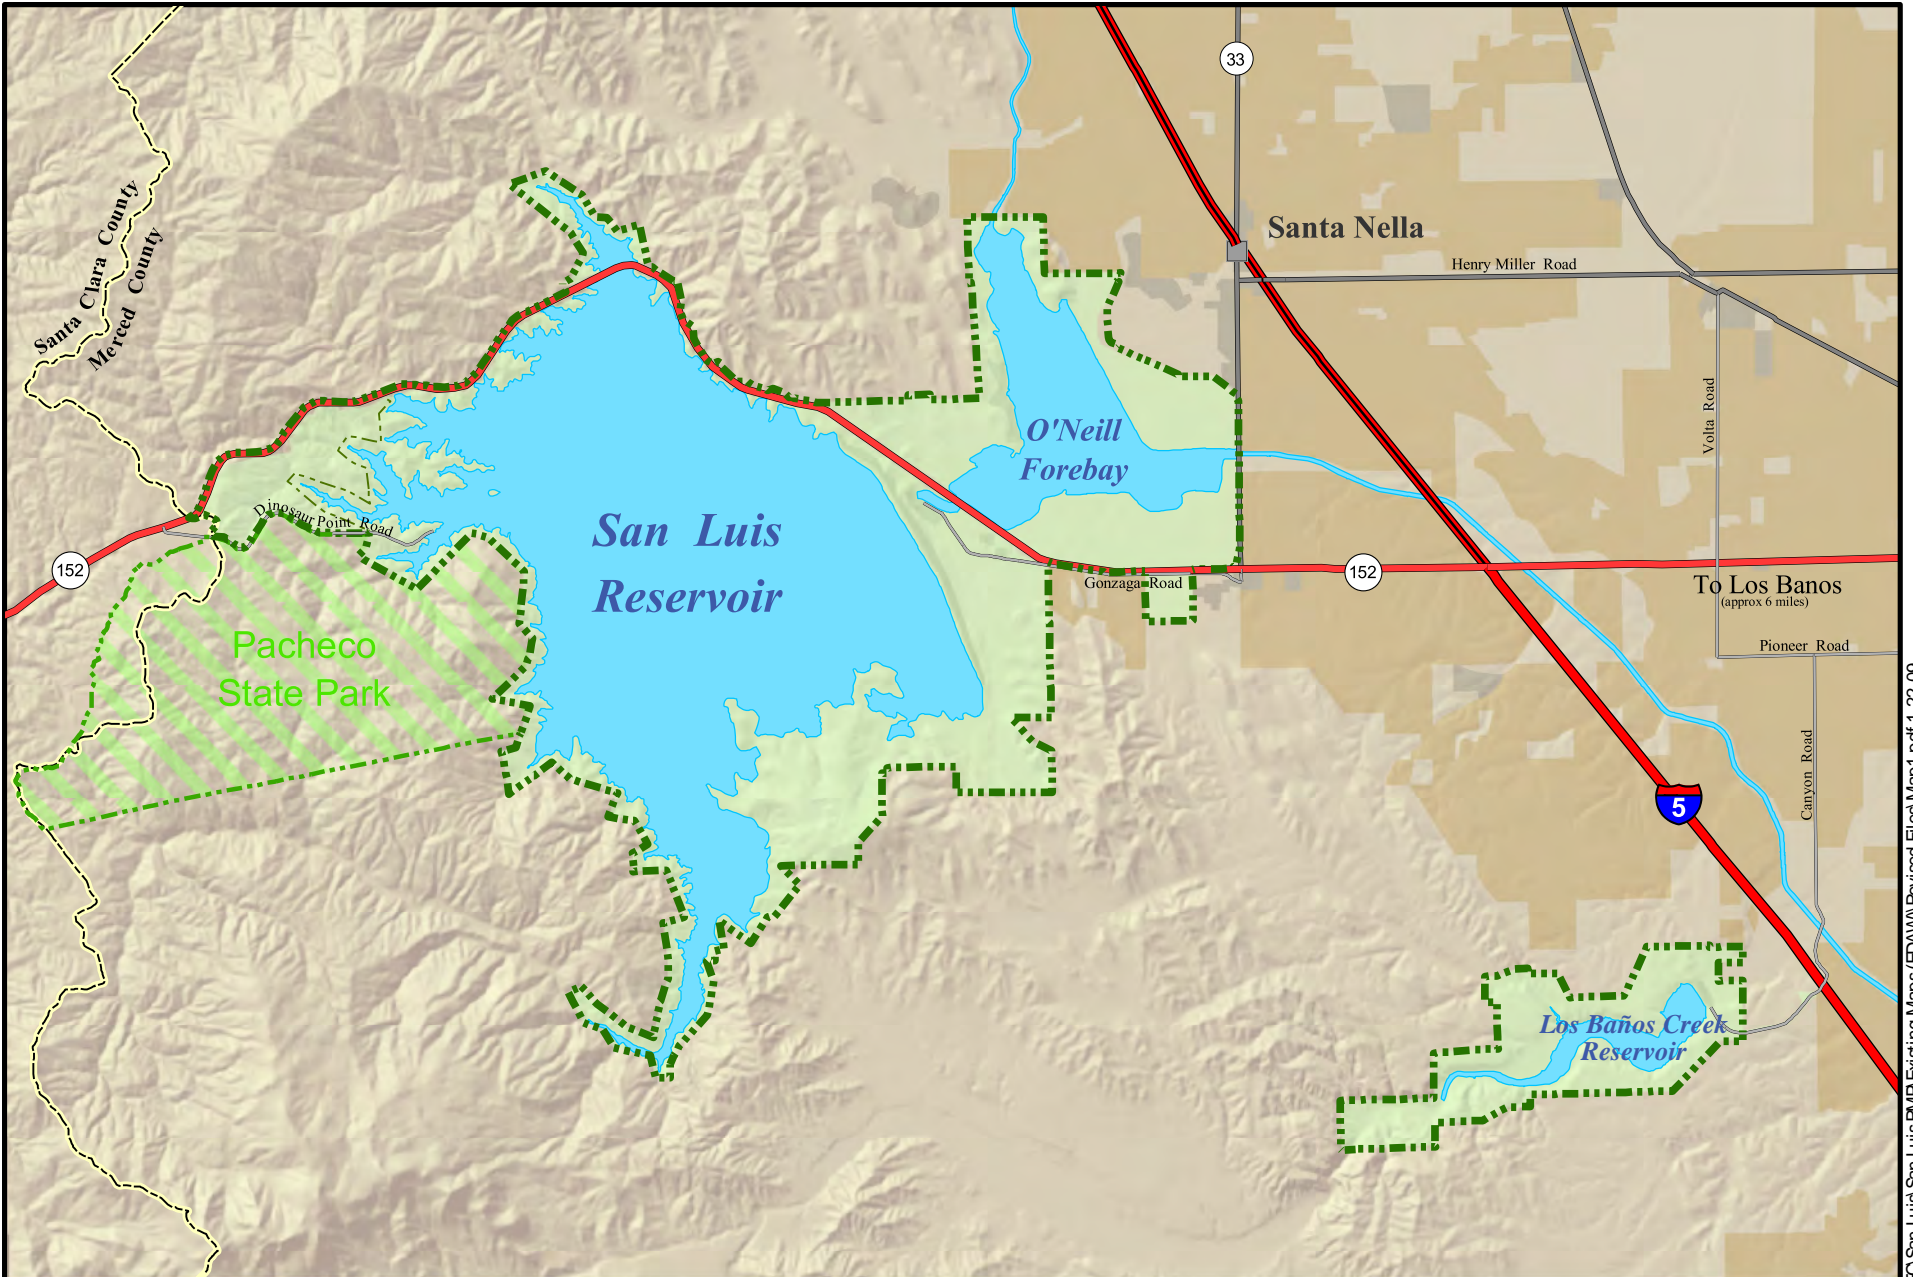 33
Santa Nella
Henry Miller Road
Santa Clara County
Merced County
Volta Road
O'Neill
Forebay
Dinosaur Point Road
San Luis
Reservoir
152
152
Gonzaga Road
To Los Banos
(approx 6 miles)
Pioneer Road
Pacheco
State Park
Canyon Road
5
Los Baños Creek
Reservoir